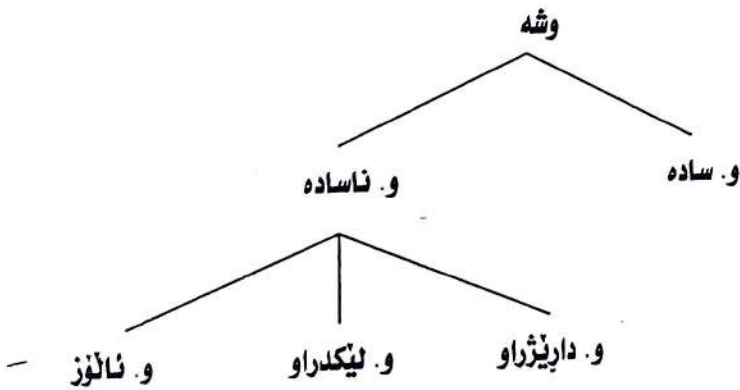 وشه
و. ساده
و. ناساده
و. داڕێژراو
و. لێکدراو
و. ئاڵۆز